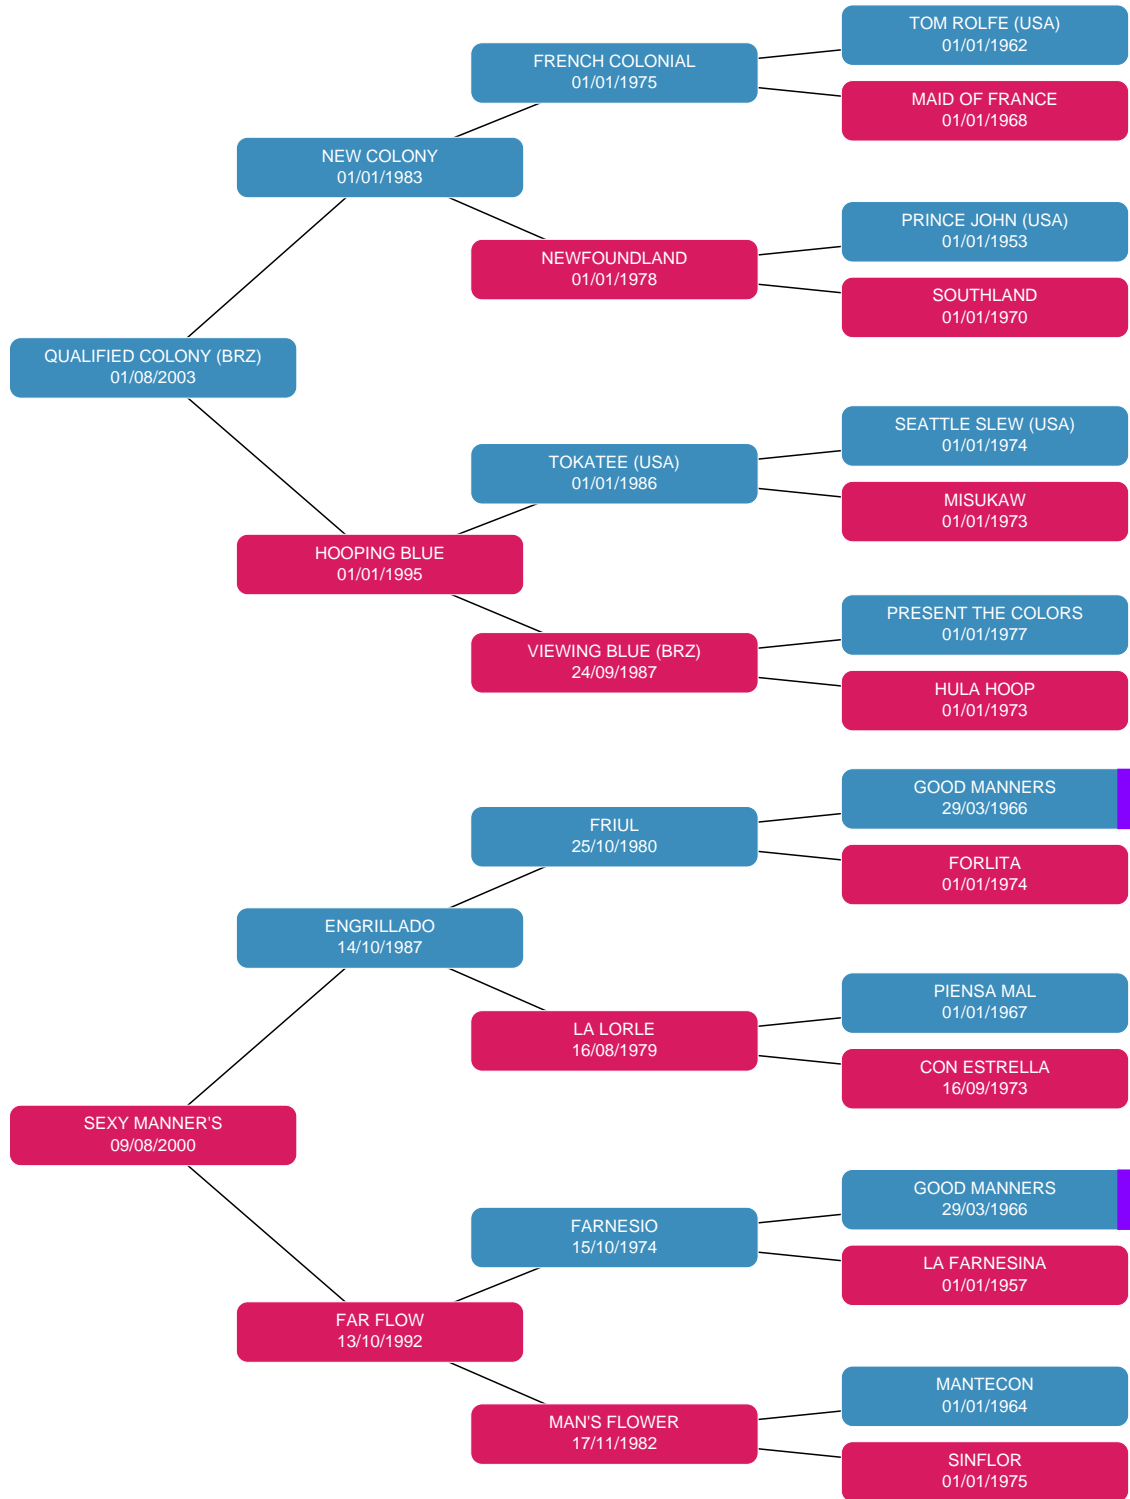 TOM ROLFE (USA)
01/01/1962
FRENCH COLONIAL
01/01/1975
MAID OF FRANCE
01/01/1968
NEW COLONY
01/01/1983
PRINCE JOHN (USA)
01/01/1953
NEWFOUNDLAND
01/01/1978
SOUTHLAND
01/01/1970
QUALIFIED COLONY (BRZ)
01/08/2003
SEATTLE SLEW (USA)
01/01/1974
TOKATEE (USA)
01/01/1986
MISUKAW
01/01/1973
HOOPING BLUE
01/01/1995
PRESENT THE COLORS
01/01/1977
VIEWING BLUE (BRZ)
24/09/1987
HULA HOOP
01/01/1973
GOOD MANNERS
29/03/1966
FRIUL
25/10/1980
FORLITA
01/01/1974
ENGRILLADO
14/10/1987
PIENSA MAL
01/01/1967
LA LORLE
16/08/1979
CON ESTRELLA
16/09/1973
SEXY MANNER'S
09/08/2000
GOOD MANNERS
29/03/1966
FARNESIO
15/10/1974
LA FARNESINA
01/01/1957
FAR FLOW
13/10/1992
MANTECON
01/01/1964
MAN'S FLOWER
17/11/1982
SINFLOR
01/01/1975